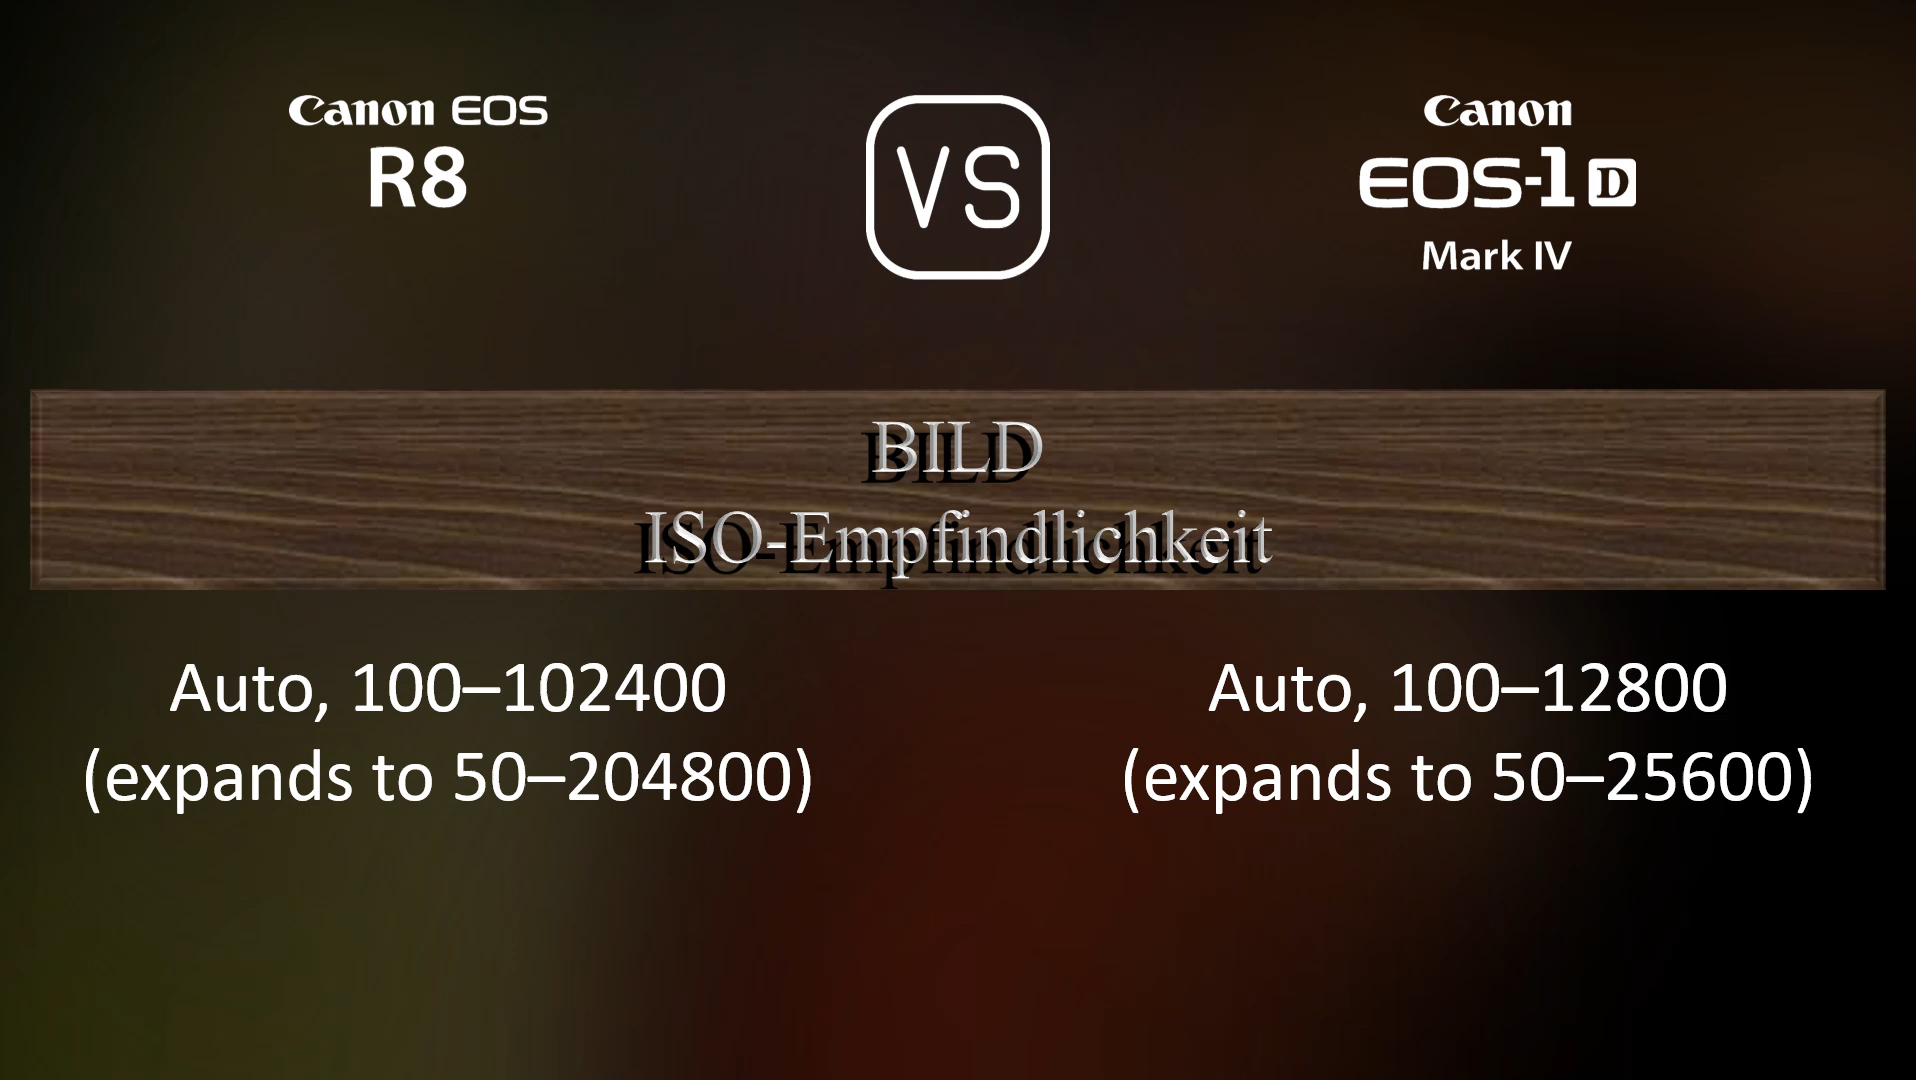 Canon EOS
R8
VS
Canon
EOS-1D
Mark IV
BILD
ISO-Empfindlichkeit
Auto, 100–102400
(expands to 50–204800)
Auto, 100–12800
(expands to 50–25600)